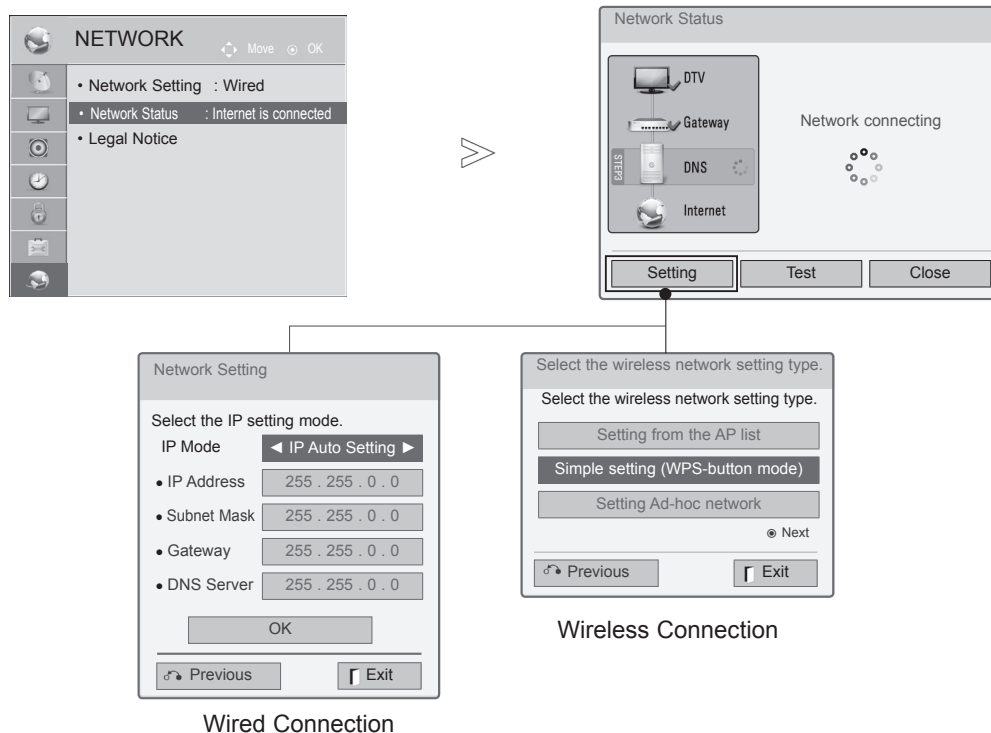 NETWORK
Move ⊙ OK
• Network Setting : Wired
• Network Status : Internet is connected
• Legal Notice
Network Status
DTV
Gateway
STEP3
DNS
Internet
Network connecting
Setting
Test
Close
Network Setting
Select the IP setting mode.
IP Mode ◄ IP Auto Setting ►
• IP Address 255 . 255 . 0 . 0
• Subnet Mask 255 . 255 . 0 . 0
• Gateway 255 . 255 . 0 . 0
• DNS Server 255 . 255 . 0 . 0
OK
Previous
Exit
Wired Connection
Select the wireless network setting type.
Select the wireless network setting type.
Setting from the AP list
Simple setting (WPS-button mode)
Setting Ad-hoc network
⊙ Next
Previous
Exit
Wireless Connection